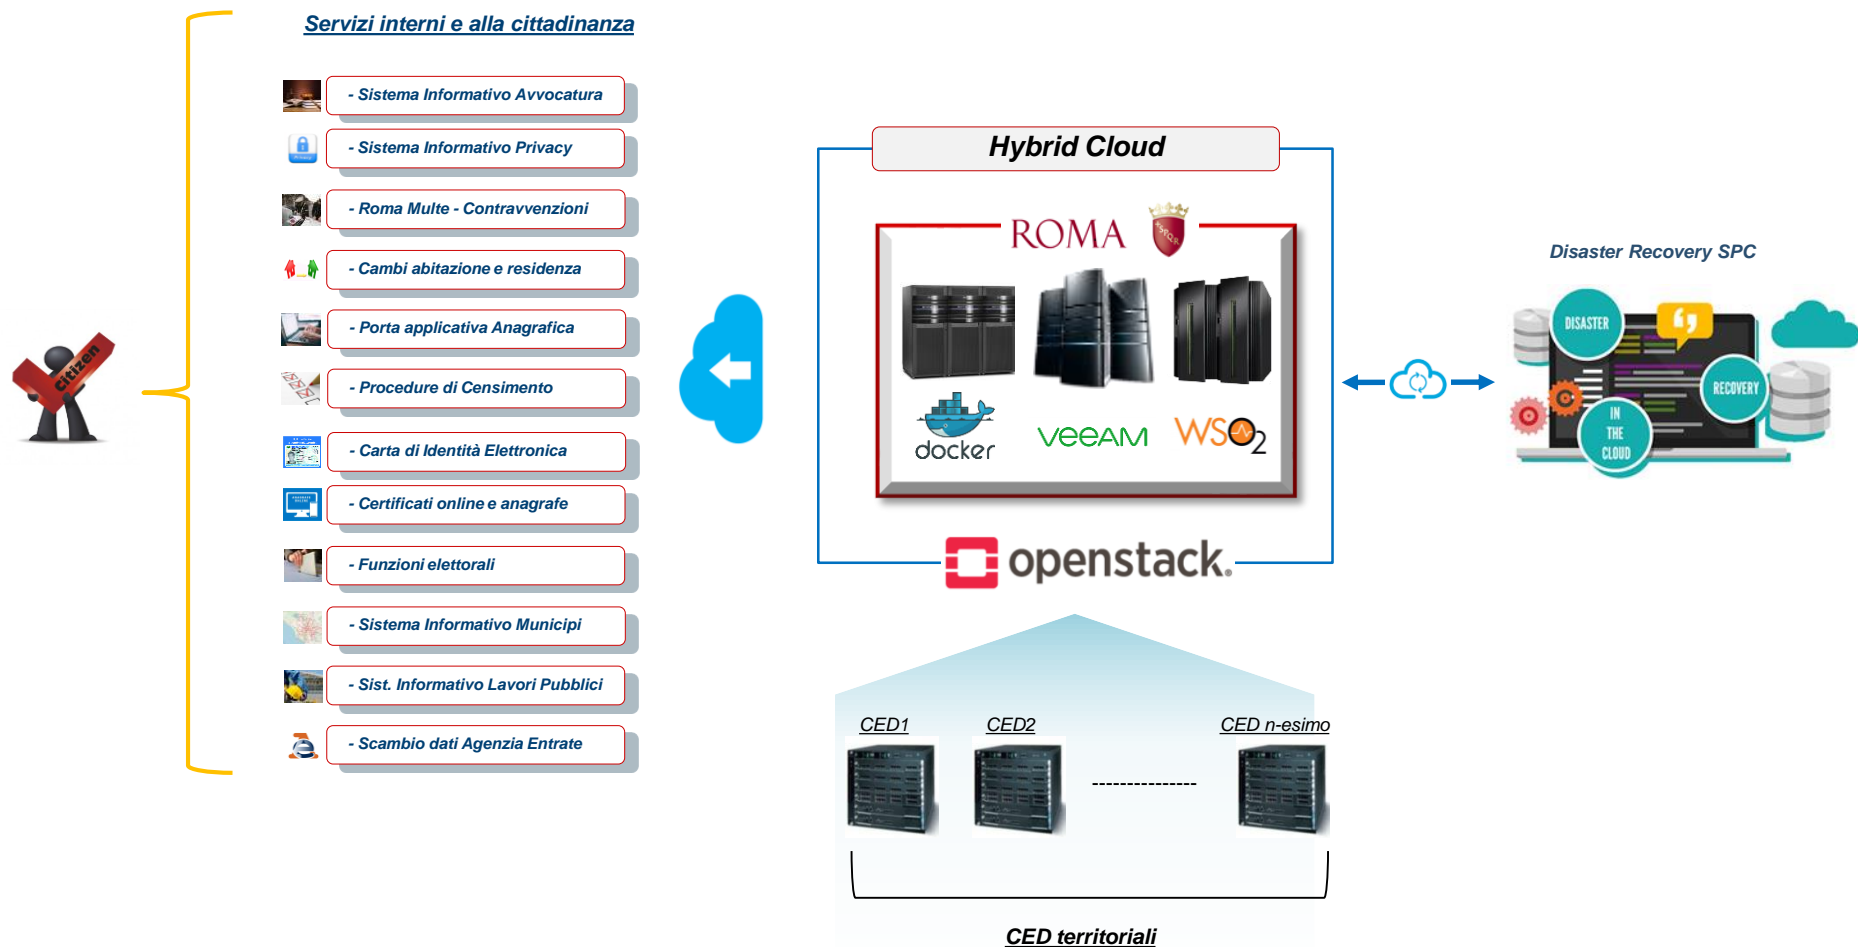 Servizi interni e alla cittadinanza
- Sistema Informativo Avvocatura
- Sistema Informativo Privacy
- Roma Multe - Contravvenzioni
- Cambi abitazione e residenza
- Porta applicativa Anagrafica
- Procedure di Censimento
- Carta di Identità Elettronica
- Certificati online e anagrafe
- Funzioni elettorali
- Sistema Informativo Municipi
- Sist. Informativo Lavori Pubblici
- Scambio dati Agenzia Entrate
Citizen
Hybrid Cloud
ROMA
docker
veeAM
WSO2
openstack.
Disaster Recovery SPC
DISASTER
RECOVERY
IN
THE
CLOUD
CED1
CED2
CED n-esimo
---------------
CED territoriali